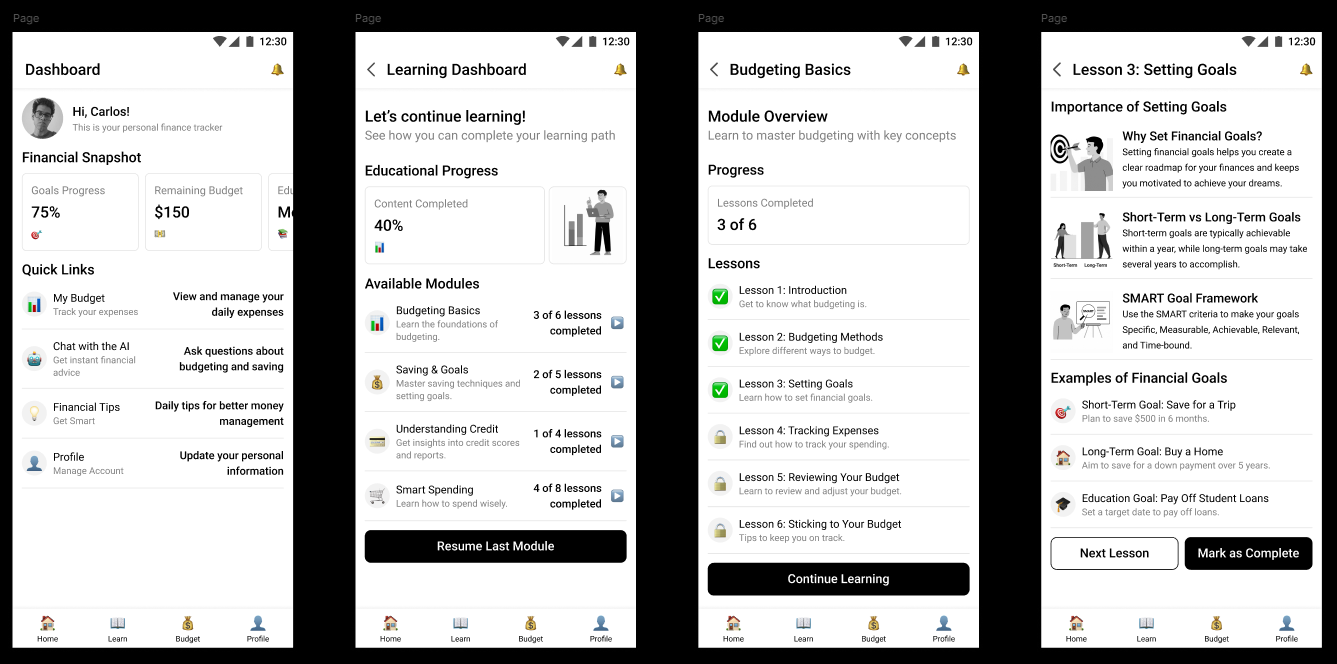 Page
12:30
Dashboard
Hi, Carlos!
This is your personal finance tracker
Financial Snapshot
Goals Progress
75%
Remaining Budget
$150
Edu
Mo
Quick Links
My Budget
Track your expenses
View and manage your
daily expenses
Chat with the AI
Get instant financial
advice
Ask questions about
budgeting and saving
Financial Tips
Get Smart
Daily tips for better money
management
Profile
Manage Account
Update your personal
information
Home
Learn
Budget
Profile
Page
12:30
Learning Dashboard
Let's continue learning!
See how you can complete your learning path
Educational Progress
Content Completed
40%
Available Modules
Budgeting Basics
Learn the foundations of
budgeting.
3 of 6 lessons
completed
Saving & Goals
Master saving techniques and
setting goals.
2 of 5 lessons
completed
Understanding Credit
Get insights into credit scores
and reports.
1 of 4 lessons
completed
Smart Spending
Learn how to spend wisely.
4 of 8 lessons
completed
Resume Last Module
Home
Learn
Budget
Profile
Page
12:30
Budgeting Basics
Module Overview
Learn to master budgeting with key concepts
Progress
Lessons Completed
3 of 6
Lessons
Lesson 1: Introduction
Get to know what budgeting is.
Lesson 2: Budgeting Methods
Explore different ways to budget.
Lesson 3: Setting Goals
Learn how to set financial goals.
Lesson 4: Tracking Expenses
Find out how to track your spending.
Lesson 5: Reviewing Your Budget
Learn to review and adjust your budget.
Lesson 6: Sticking to Your Budget
Tips to keep you on track.
Continue Learning
Home
Learn
Budget
Profile
Page
12:30
Lesson 3: Setting Goals
Importance of Setting Goals
Why Set Financial Goals?
Setting financial goals helps you create a
clear roadmap for your finances and keeps
you motivated to achieve your dreams.
Short-Term
Long-Term
Short-Term vs Long-Term Goals
Short-term goals are typically achievable
within a year, while long-term goals may take
several years to accomplish.
SMART Goal Framework
Use the SMART criteria to make your goals
Specific, Measurable, Achievable, Relevant,
and Time-bound.
Examples of Financial Goals
Short-Term Goal: Save for a Trip
Plan to save $500 in 6 months.
Long-Term Goal: Buy a Home
Aim to save for a down payment over 5 years.
Education Goal: Pay Off Student Loans
Set a target date to pay off loans.
Next Lesson
Mark as Complete
Home
Learn
Budget
Profile